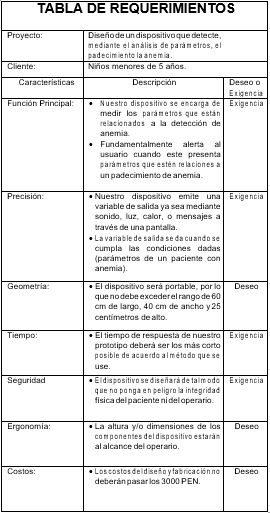 TABLA DE REQUERIMIENTOS
Proyecto:
Diseño de un dispositivo que detecte,
mediante el análisis de parámetros, el
padecimiento la anemia.
Cliente:
Niños menores de 5 años.
Características
Descripción
Deseo o
Exigencia
Función Principal:
• Nuestro dispositivo se encarga de
medir los parámetros que están
relacionados a la detección de
anemia.
• Fundamentalmente alerta al
usuario cuando este presenta
parámetros que estén relaciones a
un padecimiento de anemia.
Exigencia
Precisión:
• Nuestro dispositivo emite una
variable de salida ya sea mediante
sonido, luz, calor, o mensajes a
través de una pantalla.
• La variable de salida se da cuando se
cumpla las condiciones dadas
(parámetros de un paciente con
anemia).
Exigencia
Geometría:
• El dispositivo será portable, por lo
que no debe exceder el rango de 60
cm de largo, 40 cm de ancho y 25
centímetros de alto.
Deseo
Tiempo:
• El tiempo de respuesta de nuestro
prototipo deberá ser los más corto
posible de acuerdo al método que se
use.
Exigencia
Seguridad
• El dispositivo se diseñará de tal modo
que no ponga en peligro la integridad
física del paciente ni del operario.
Exigencia
Ergonomía:
• La altura y/o dimensiones de los
componentes del dispositivo estarán
al alcance del operario.
Deseo
Costos:
• Los costos del diseño y fabricación no
deberán pasar los 3000 PEN.
Deseo